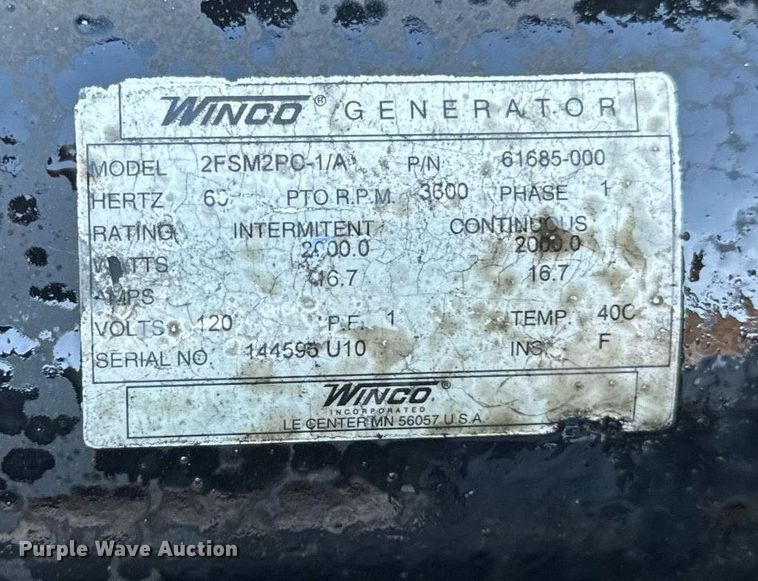 WINCO® GENERATOR
MODEL 2FSM2PC-1/A P/N 61685-000
HERTZ PTO R.P.M. 3600 PHASE 1
RATING INTERMITENT CONTINUOUS
WATTS 2000.0 2000.0
AMPS 16.7 16.7
VOLTS 120 P.F. 1 TEMP. 40C
SERIAL NO. U10 INS. F
WINCO®
INCORPORATED
LE CENTER MN 56057 U.S.A
Purple Wave Auction